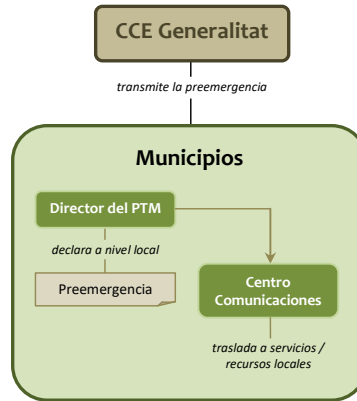 CCE Generalitat
transmite la preemergencia
Municipios
Director del PTM
declara a nivel local
Preemergencia
Centro
Comunicaciones
traslada a servicios /
recursos locales